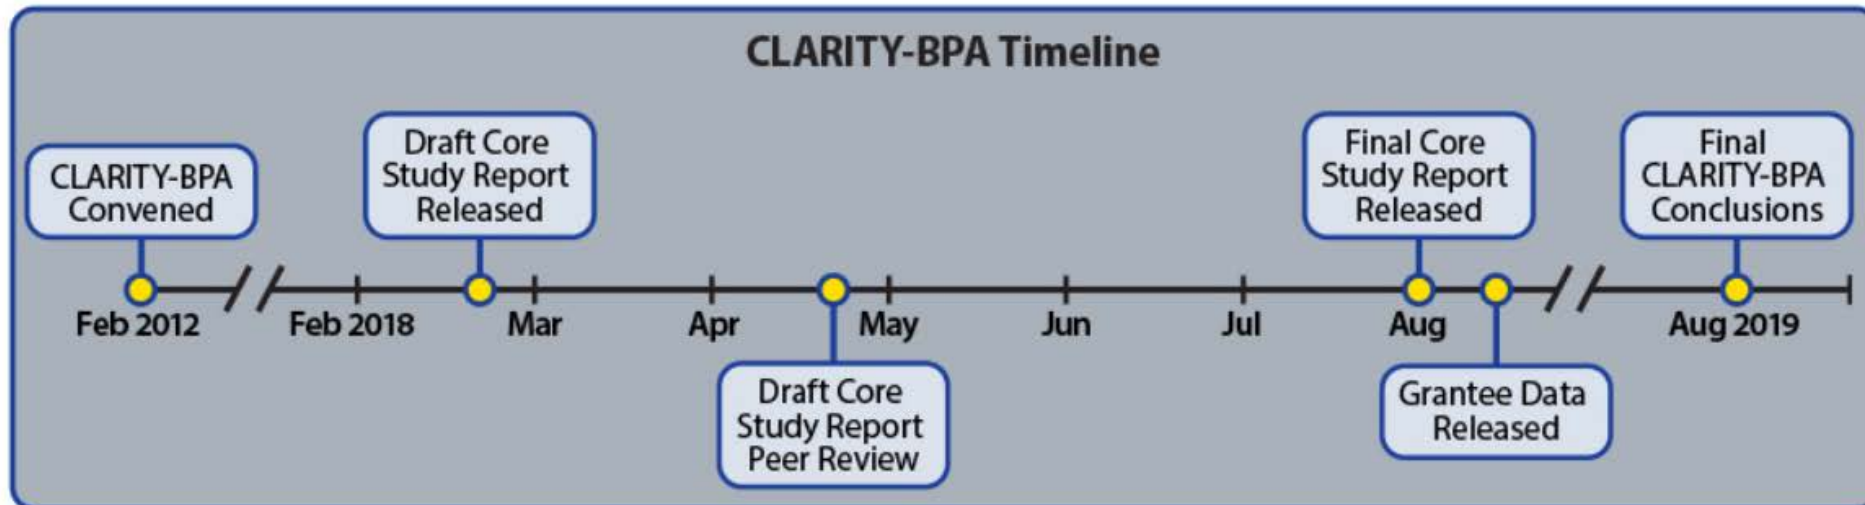 CLARITY-BPA Timeline
CLARITY-BPA
Convened
Draft Core
Study Report
Released
Final Core
Study Report
Released
Final
CLARITY-BPA
Conclusions
Feb 2012
Feb 2018
Mar
Apr
May
Jun
Jul
Aug
Aug 2019
Draft Core
Study Report
Peer Review
Grantee Data
Released